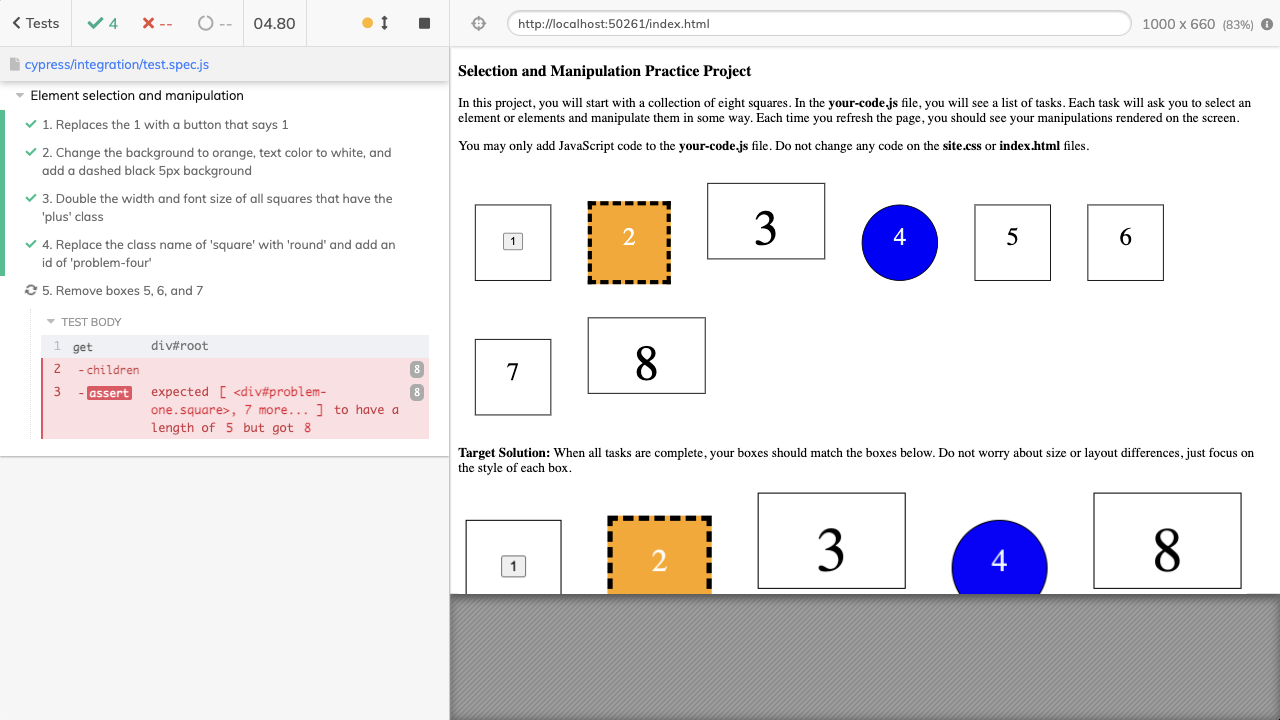 Tests
4
--
--
04.80
http://localhost:50261/index.html
1000 x 660 (83%)
cypress/integration/test.spec.js
Element selection and manipulation
1. Replaces the 1 with a button that says 1
2. Change the background to orange, text color to white, and
add a dashed black 5px background
3. Double the width and font size of all squares that have the
'plus' class
4. Replace the class name of 'square' with 'round' and add an
id of 'problem-four'
5. Remove boxes 5, 6, and 7
TEST BODY
1 get div#root
2 -children 8
3 -assert expected [ <div#problem- 8
one.square>, 7 more... ] to have a
length of 5 but got 8
Selection and Manipulation Practice Project
In this project, you will start with a collection of eight squares. In the your-code.js file, you will see a list of tasks. Each task will ask you to select an
element or elements and manipulate them in some way. Each time you refresh the page, you should see your manipulations rendered on the screen.
You may only add JavaScript code to the your-code.js file. Do not change any code on the site.css or index.html files.
1 2 3 4 5 6
7 8
Target Solution: When all tasks are complete, your boxes should match the boxes below. Do not worry about size or layout differences, just focus on
the style of each box.
1 2 3 4 8